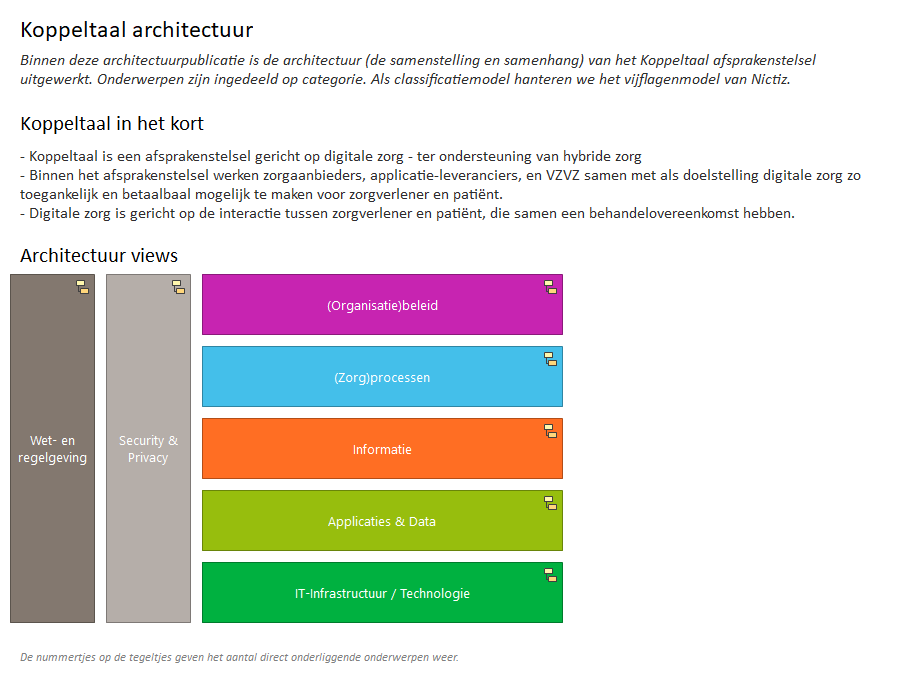 Koppeltaal architectuur
Binnen deze architectuurpublicatie is de architectuur (de samenstelling en samenhang) van het Koppeltaal afsprakenstelsel
uitgewerkt. Onderwerpen zijn ingedeeld op categorie. Als classificatiemodel hanteren we het vijflagenmodel van Nictiz.
Koppeltaal in het kort
- Koppeltaal is een afsprakenstelsel gericht op digitale zorg - ter ondersteuning van hybride zorg
- Binnen het afsprakenstelsel werken zorgaanbieders, applicatie-leveranciers, en VZVZ samen met als doelstelling digitale zorg zo
toegankelijk en betaalbaar mogelijk te maken voor zorgverlener en patiënt.
- Digitale zorg is gericht op de interactie tussen zorgverlener en patiënt, die samen een behandelovereenkomst hebben.
Architectuur views
Wet- en
regelgeving
Security &
Privacy
(Organisatie)beleid
(Zorg)processen
Informatie
Applicaties & Data
IT-Infrastructuur / Technologie
De nummertjes op de tegeltjes geven het aantal direct onderliggende onderwerpen weer.